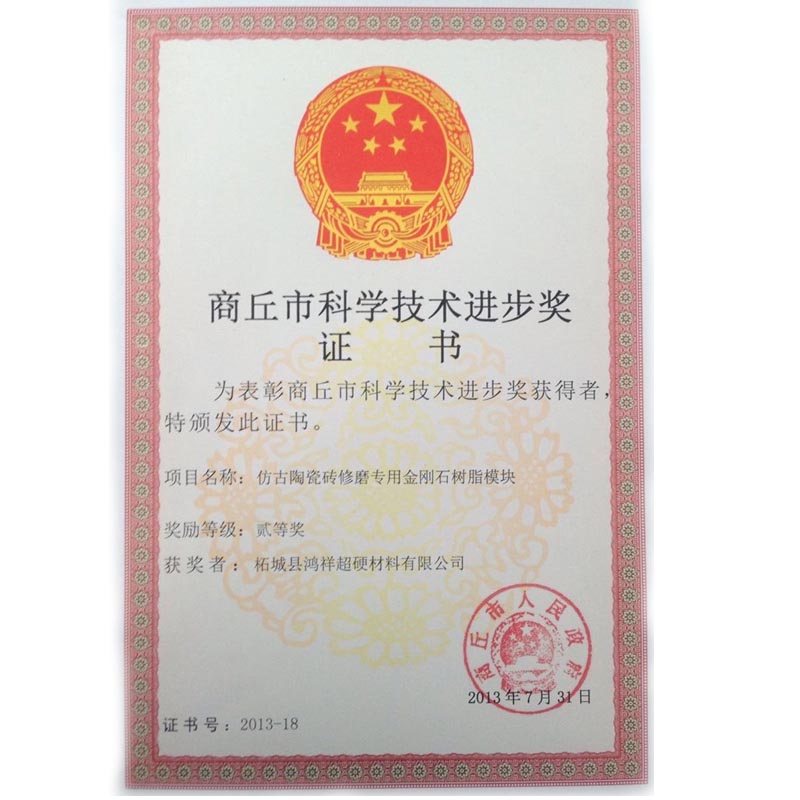 商丘市科学技术进步奖
证 书
为表彰商丘市科学技术进步奖获得者,
特颁发此证书。
项目名称：仿古陶瓷砖修磨专用金刚石树脂模块
奖励等级：贰等奖
获奖者：柘城县鸿祥超硬材料有限公司
商丘市人民政府
2013年7月31日
证书号：2013-18